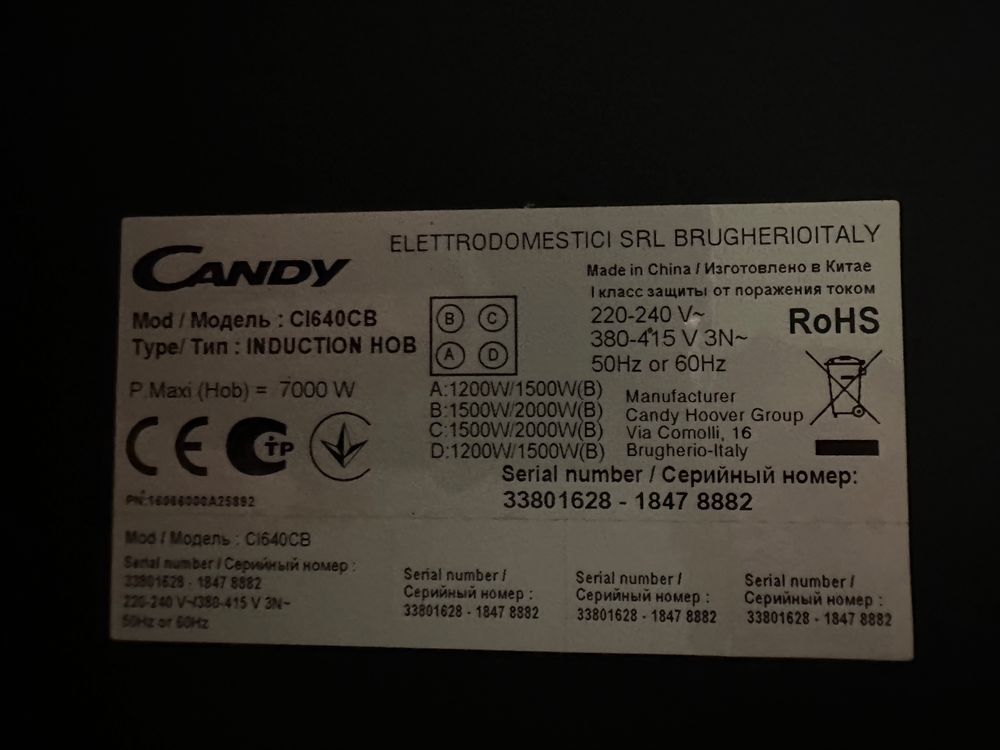 CANDY
ELETTRODOMESTICI SRL BRUGHERIOITALY
Made in China / Изготовлено в Китае
I класс защиты от поражения током
Mod / Модель : CI640CB
Type/ Тип : INDUCTION HOB
B C
A D
220-240 V~
380-415 V 3N~
50Hz or 60Hz
RoHS
P.Maxi (Hob) = 7000 W
A:1200W/1500W(B)
B:1500W/2000W(B)
C:1500W/2000W(B)
D:1200W/1500W(B)
Manufacturer
Candy Hoover Group
Via Comolli, 16
Brugherio-Italy
CE TP
PN:16066000A25892
Serial number / Серийный номер:
33801628 - 1847 8882
Mod / Модель : CI640CB
Serial number / Серийный номер :
33801628 - 1847 8882
220-240 V~/380-415 V 3N~
50Hz or 60Hz
Serial number /
Серийный номер :
33801628 - 1847 8882
Serial number /
Серийный номер :
33801628 - 1847 8882
Serial number /
Серийный номер :
33801628 - 1847 8882